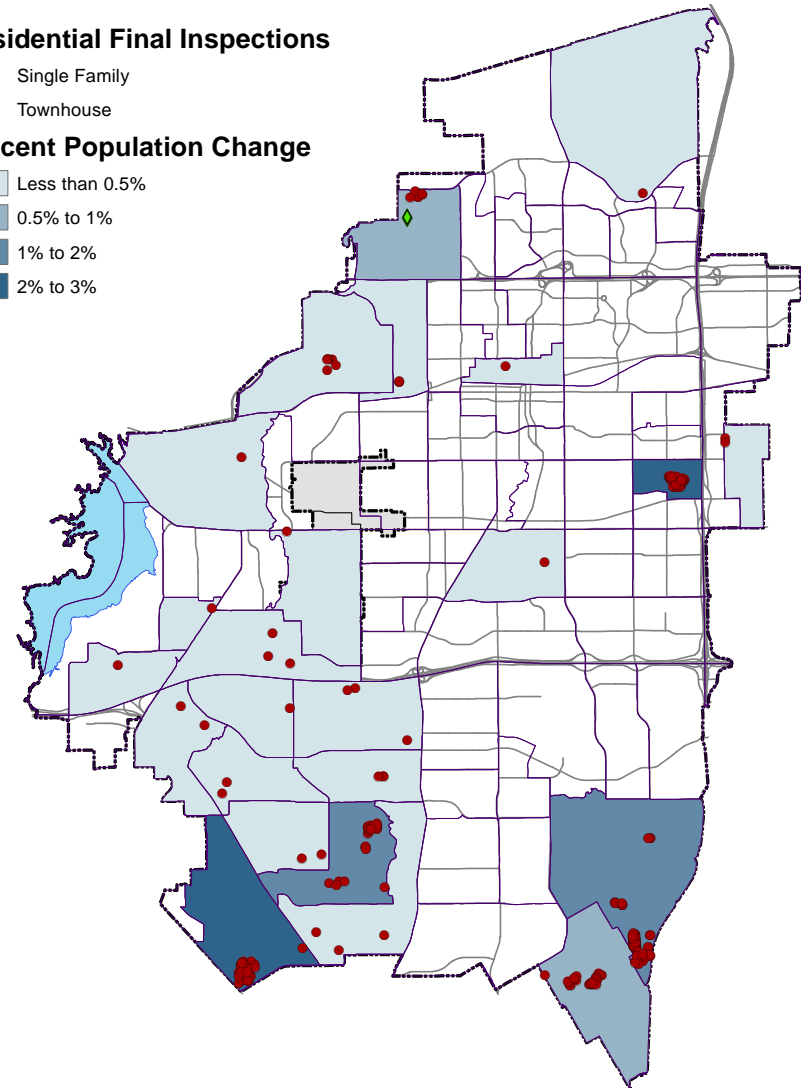 sidential Final Inspections
Single Family
Townhouse
cent Population Change
Less than 0.5%
0.5% to 1%
1% to 2%
2% to 3%